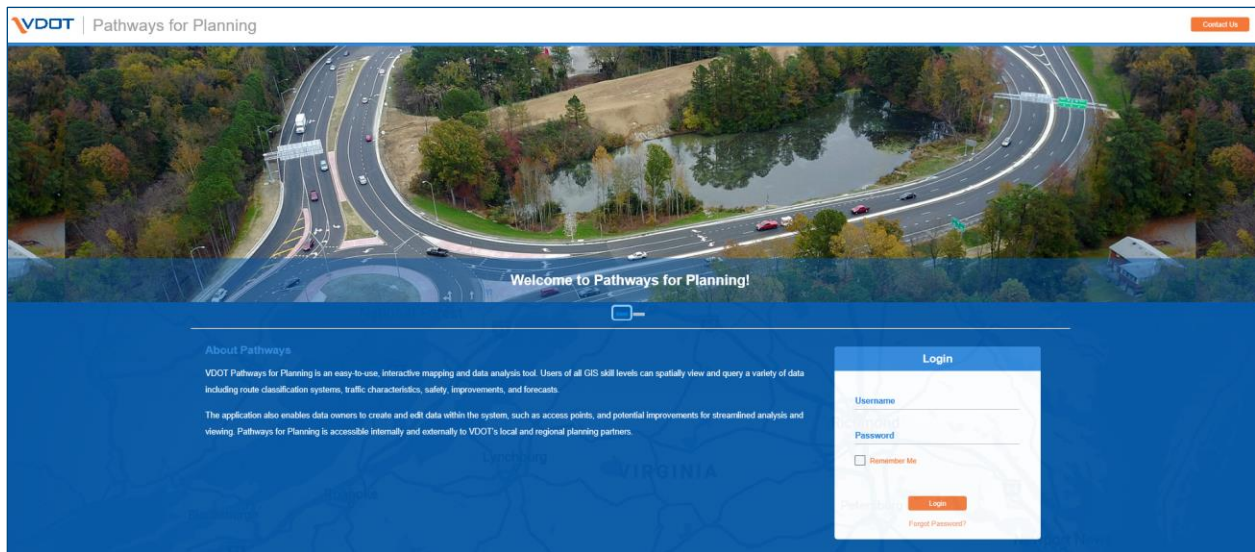 VDOT Pathways for Planning
Contact Us
Welcome to Pathways for Planning!
About Pathways
VDOT Pathways for Planning is an easy-to-use, interactive mapping and data analysis tool. Users of all GIS skill levels can spatially view and query a variety of data
including route classification systems, traffic characteristics, safety, improvements, and forecasts.
The application also enables data owners to create and edit data within the system, such as access points, and potential improvements for streamlined analysis and
viewing. Pathways for Planning is accessible internally and externally to VDOT's local and regional planning partners.
Login
Username
Password
Remember Me
Login
Forgot Password?
Lynchburg
VIRGINIA
Roanoke
Petersburg